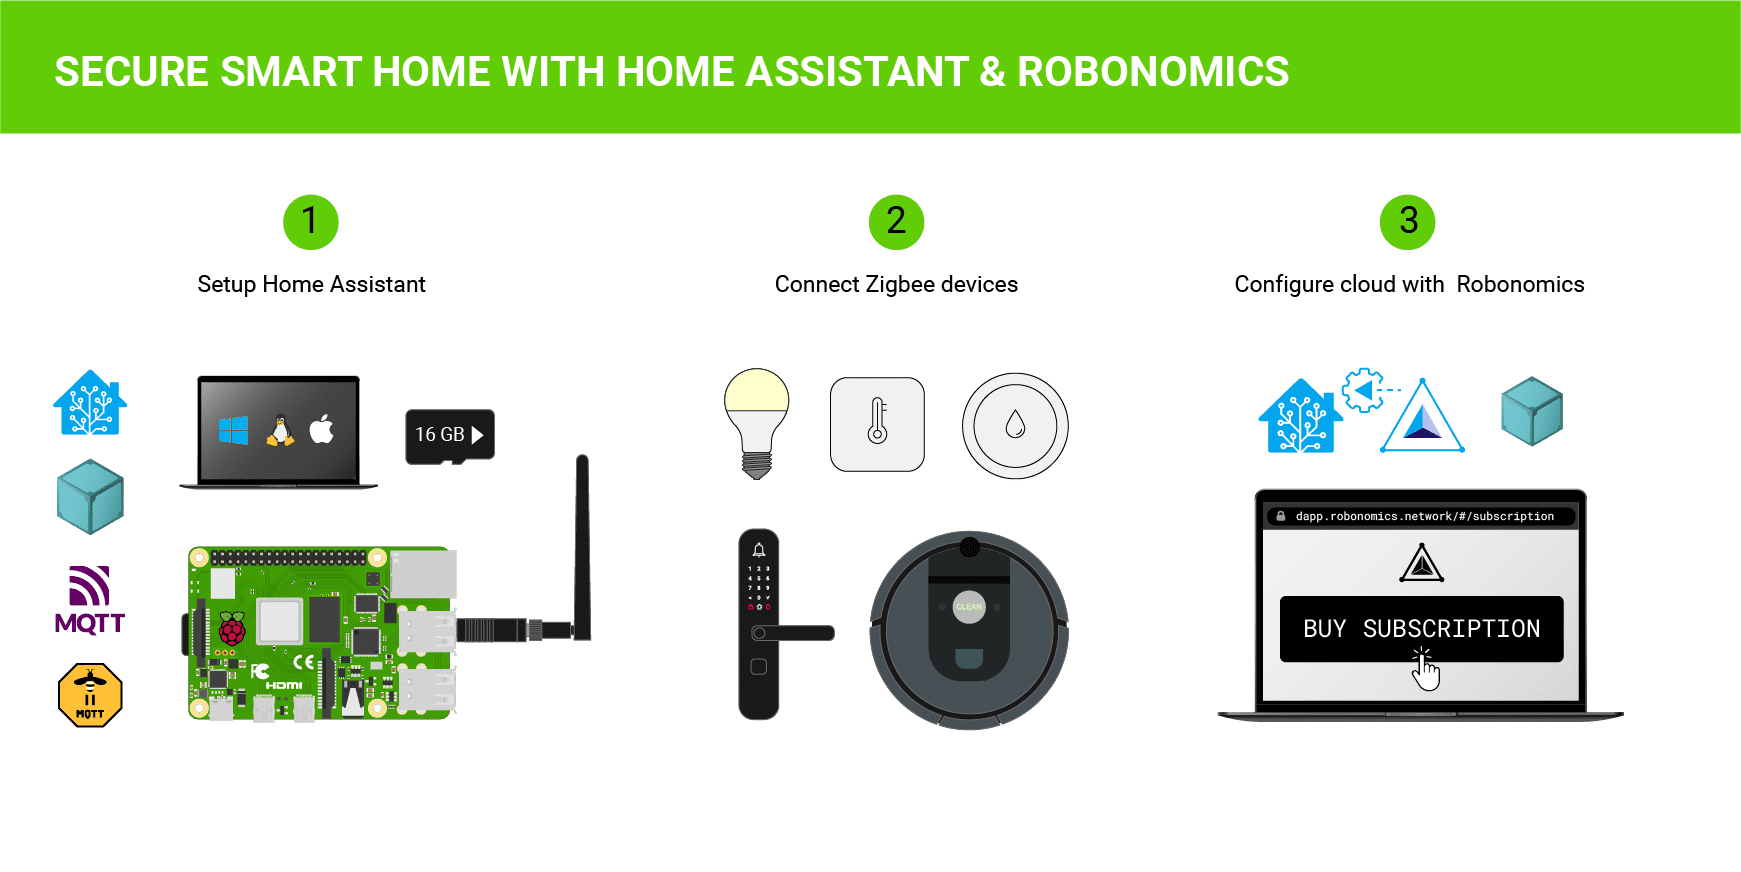 SECURE SMART HOME WITH HOME ASSISTANT & ROBONOMICS
1
Setup Home Assistant
2
Connect Zigbee devices
3
Configure cloud with Robonomics
16 GB
MQTT
MQTT
FC CE
HDMI
1 2 3
4 5 6
7 8 9
0
CLEAN
dapp.robonomics.network/#/subscription
BUY SUBSCRIPTION